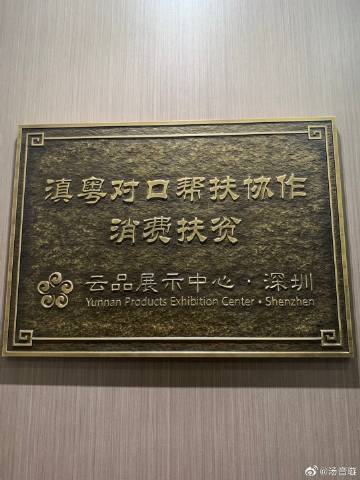 滇粤对口帮扶协作
消费扶贫
云品展示中心·深圳
Yunnan Products Exhibition Center • Shenzhen
@汤音璇